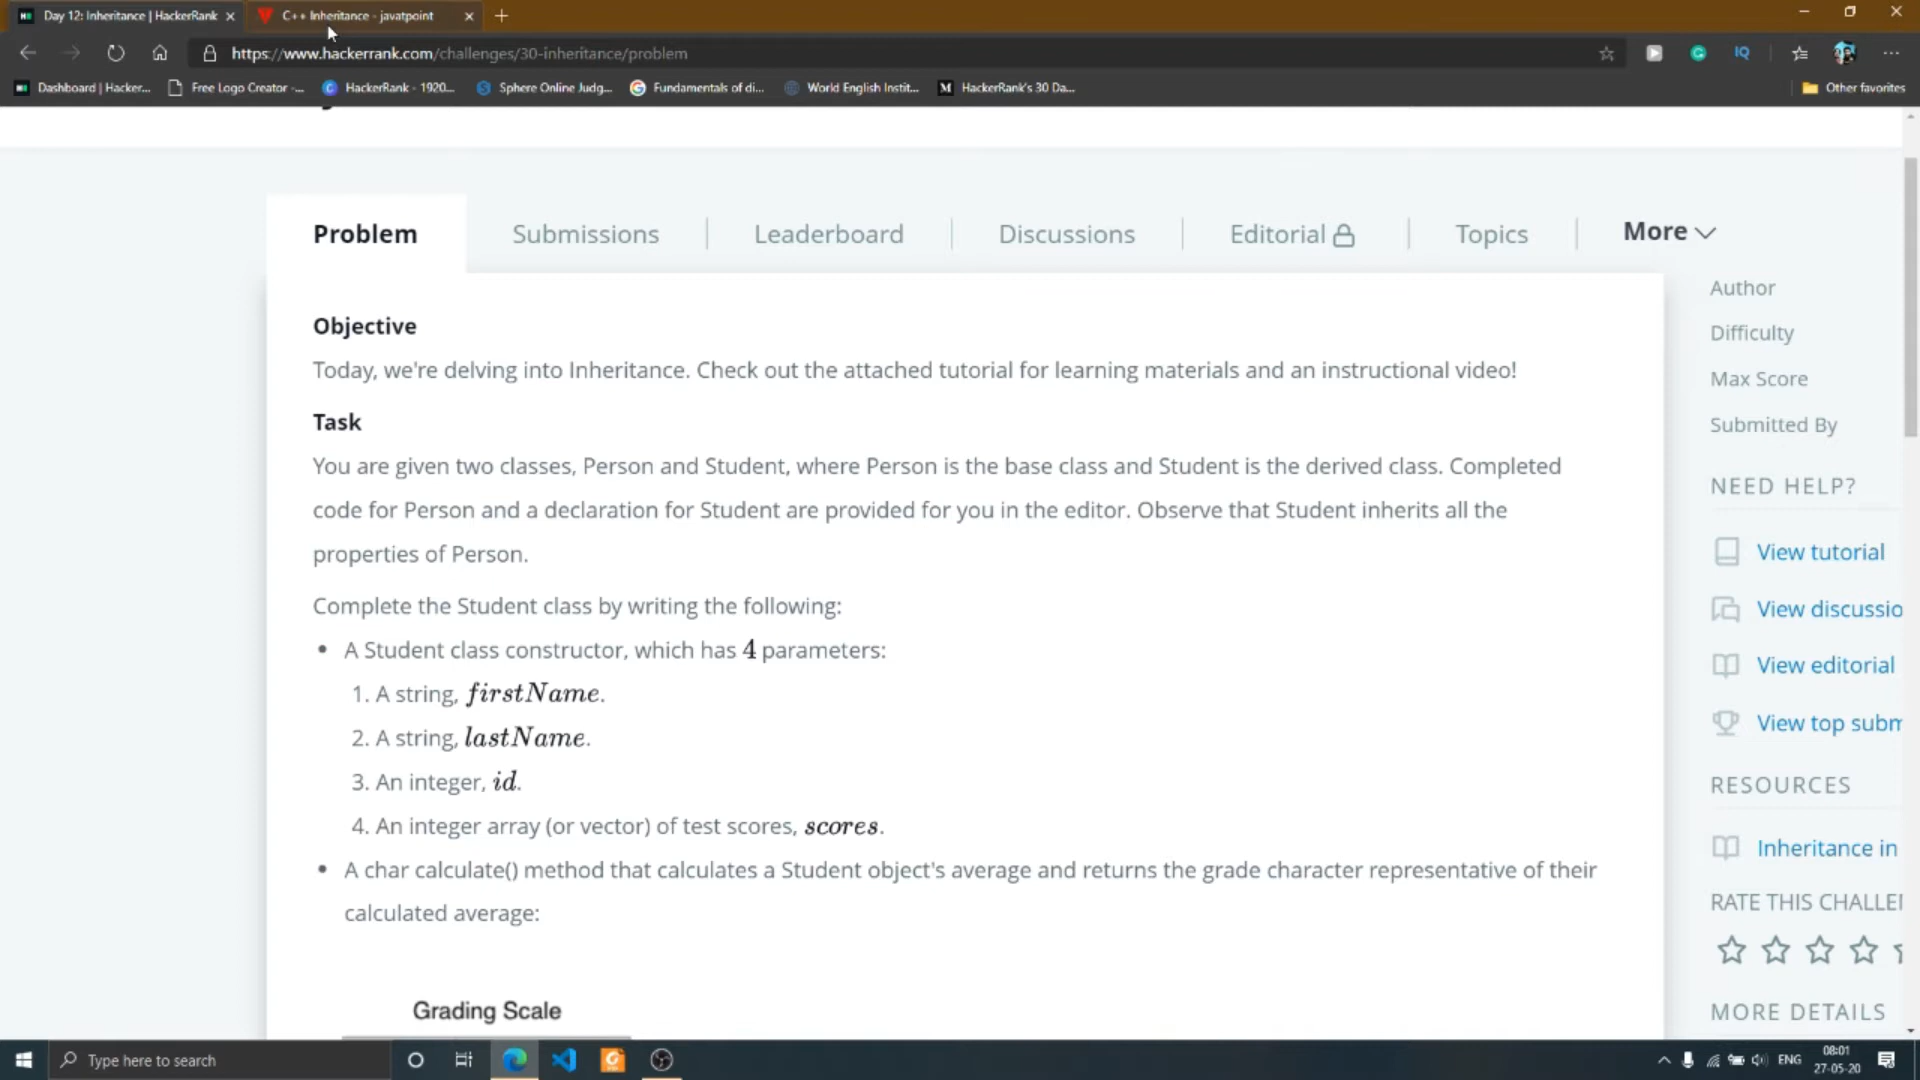 Day 12: Inheritance | HackerRank
C++ Inheritance - javatpoint
https://www.hackerrank.com/challenges/30-inheritance/problem
Dashboard | Hacker...
Free Logo Creator -...
HackerRank - 1920...
Sphere Online Judg...
Fundamentals of di...
World English Instit...
HackerRank's 30 Da...
Other favorites
Problem
Submissions
Leaderboard
Discussions
Editorial
Topics
More
Objective
Today, we're delving into Inheritance. Check out the attached tutorial for learning materials and an instructional video!
Task
You are given two classes, Person and Student, where Person is the base class and Student is the derived class. Completed
code for Person and a declaration for Student are provided for you in the editor. Observe that Student inherits all the
properties of Person.
Complete the Student class by writing the following:
• A Student class constructor, which has 4 parameters:
1. A string, firstName.
2. A string, lastName.
3. An integer, id.
4. An integer array (or vector) of test scores, scores.
• A char calculate() method that calculates a Student object's average and returns the grade character representative of their
calculated average:
Grading Scale
Author
Difficulty
Max Score
Submitted By
NEED HELP?
View tutorial
View discussio
View editorial
View top subm
RESOURCES
Inheritance in
RATE THIS CHALLE
MORE DETAILS
Type here to search
ENG
08:01
27-05-20